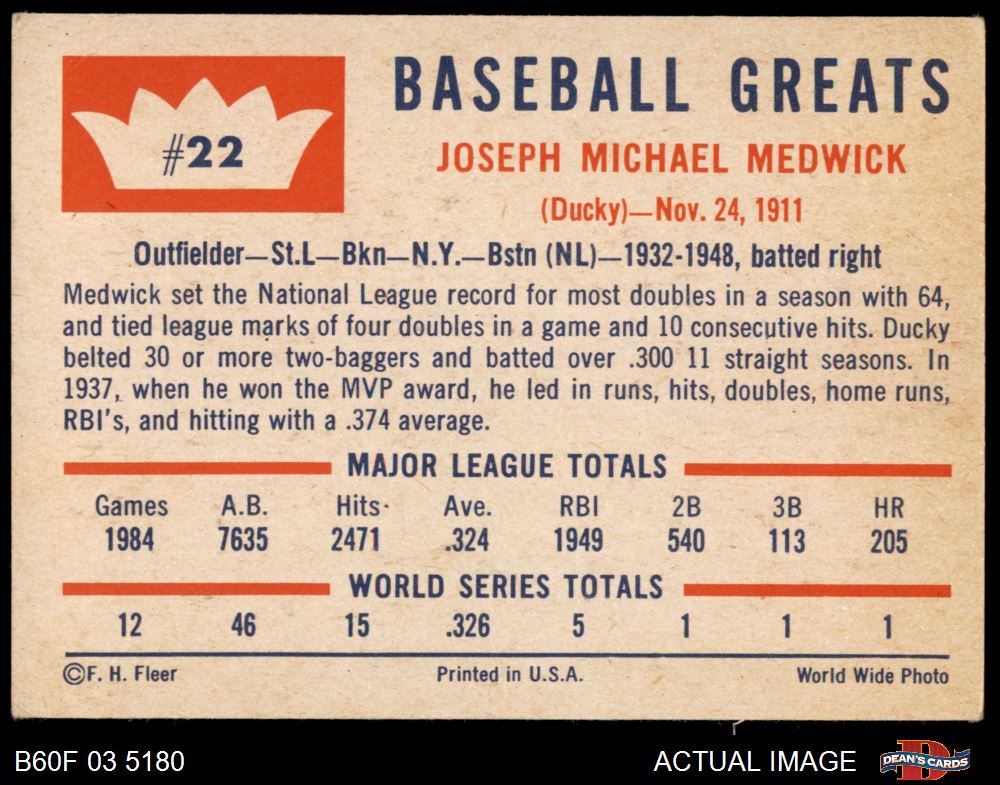 #22
BASEBALL GREATS
JOSEPH MICHAEL MEDWICK
(Ducky)—Nov. 24, 1911
Outfielder—St.L—Bkn—N.Y.—Bstn (NL)—1932-1948, batted right
Medwick set the National League record for most doubles in a season with 64,
and tied league marks of four doubles in a game and 10 consecutive hits. Ducky
belted 30 or more two-baggers and batted over .300 11 straight seasons. In
1937, when he won the MVP award, he led in runs, hits, doubles, home runs,
RBI's, and hitting with a .374 average.
MAJOR LEAGUE TOTALS
Games A.B. Hits Ave. RBI 2B 3B HR
1984 7635 2471 .324 1949 540 113 205
WORLD SERIES TOTALS
12 46 15 .326 5 1 1 1
©F. H. Fleer Printed in U.S.A. World Wide Photo
B60F 03 5180 ACTUAL IMAGE DEAN'S CARDS